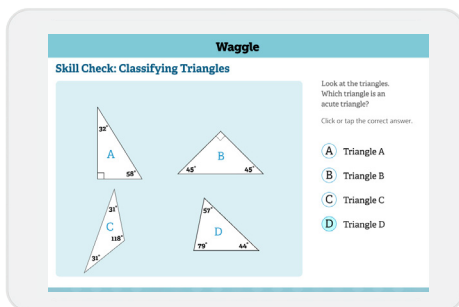 Waggle
Skill Check: Classifying Triangles
Look at the triangles.
Which triangle is an
acute triangle?
Click or tap the correct answer.
A Triangle A
B Triangle B
C Triangle C
D Triangle D
32°
A
58°
B
45°
45°
31°
C
118°
31°
57°
D
79°
44°